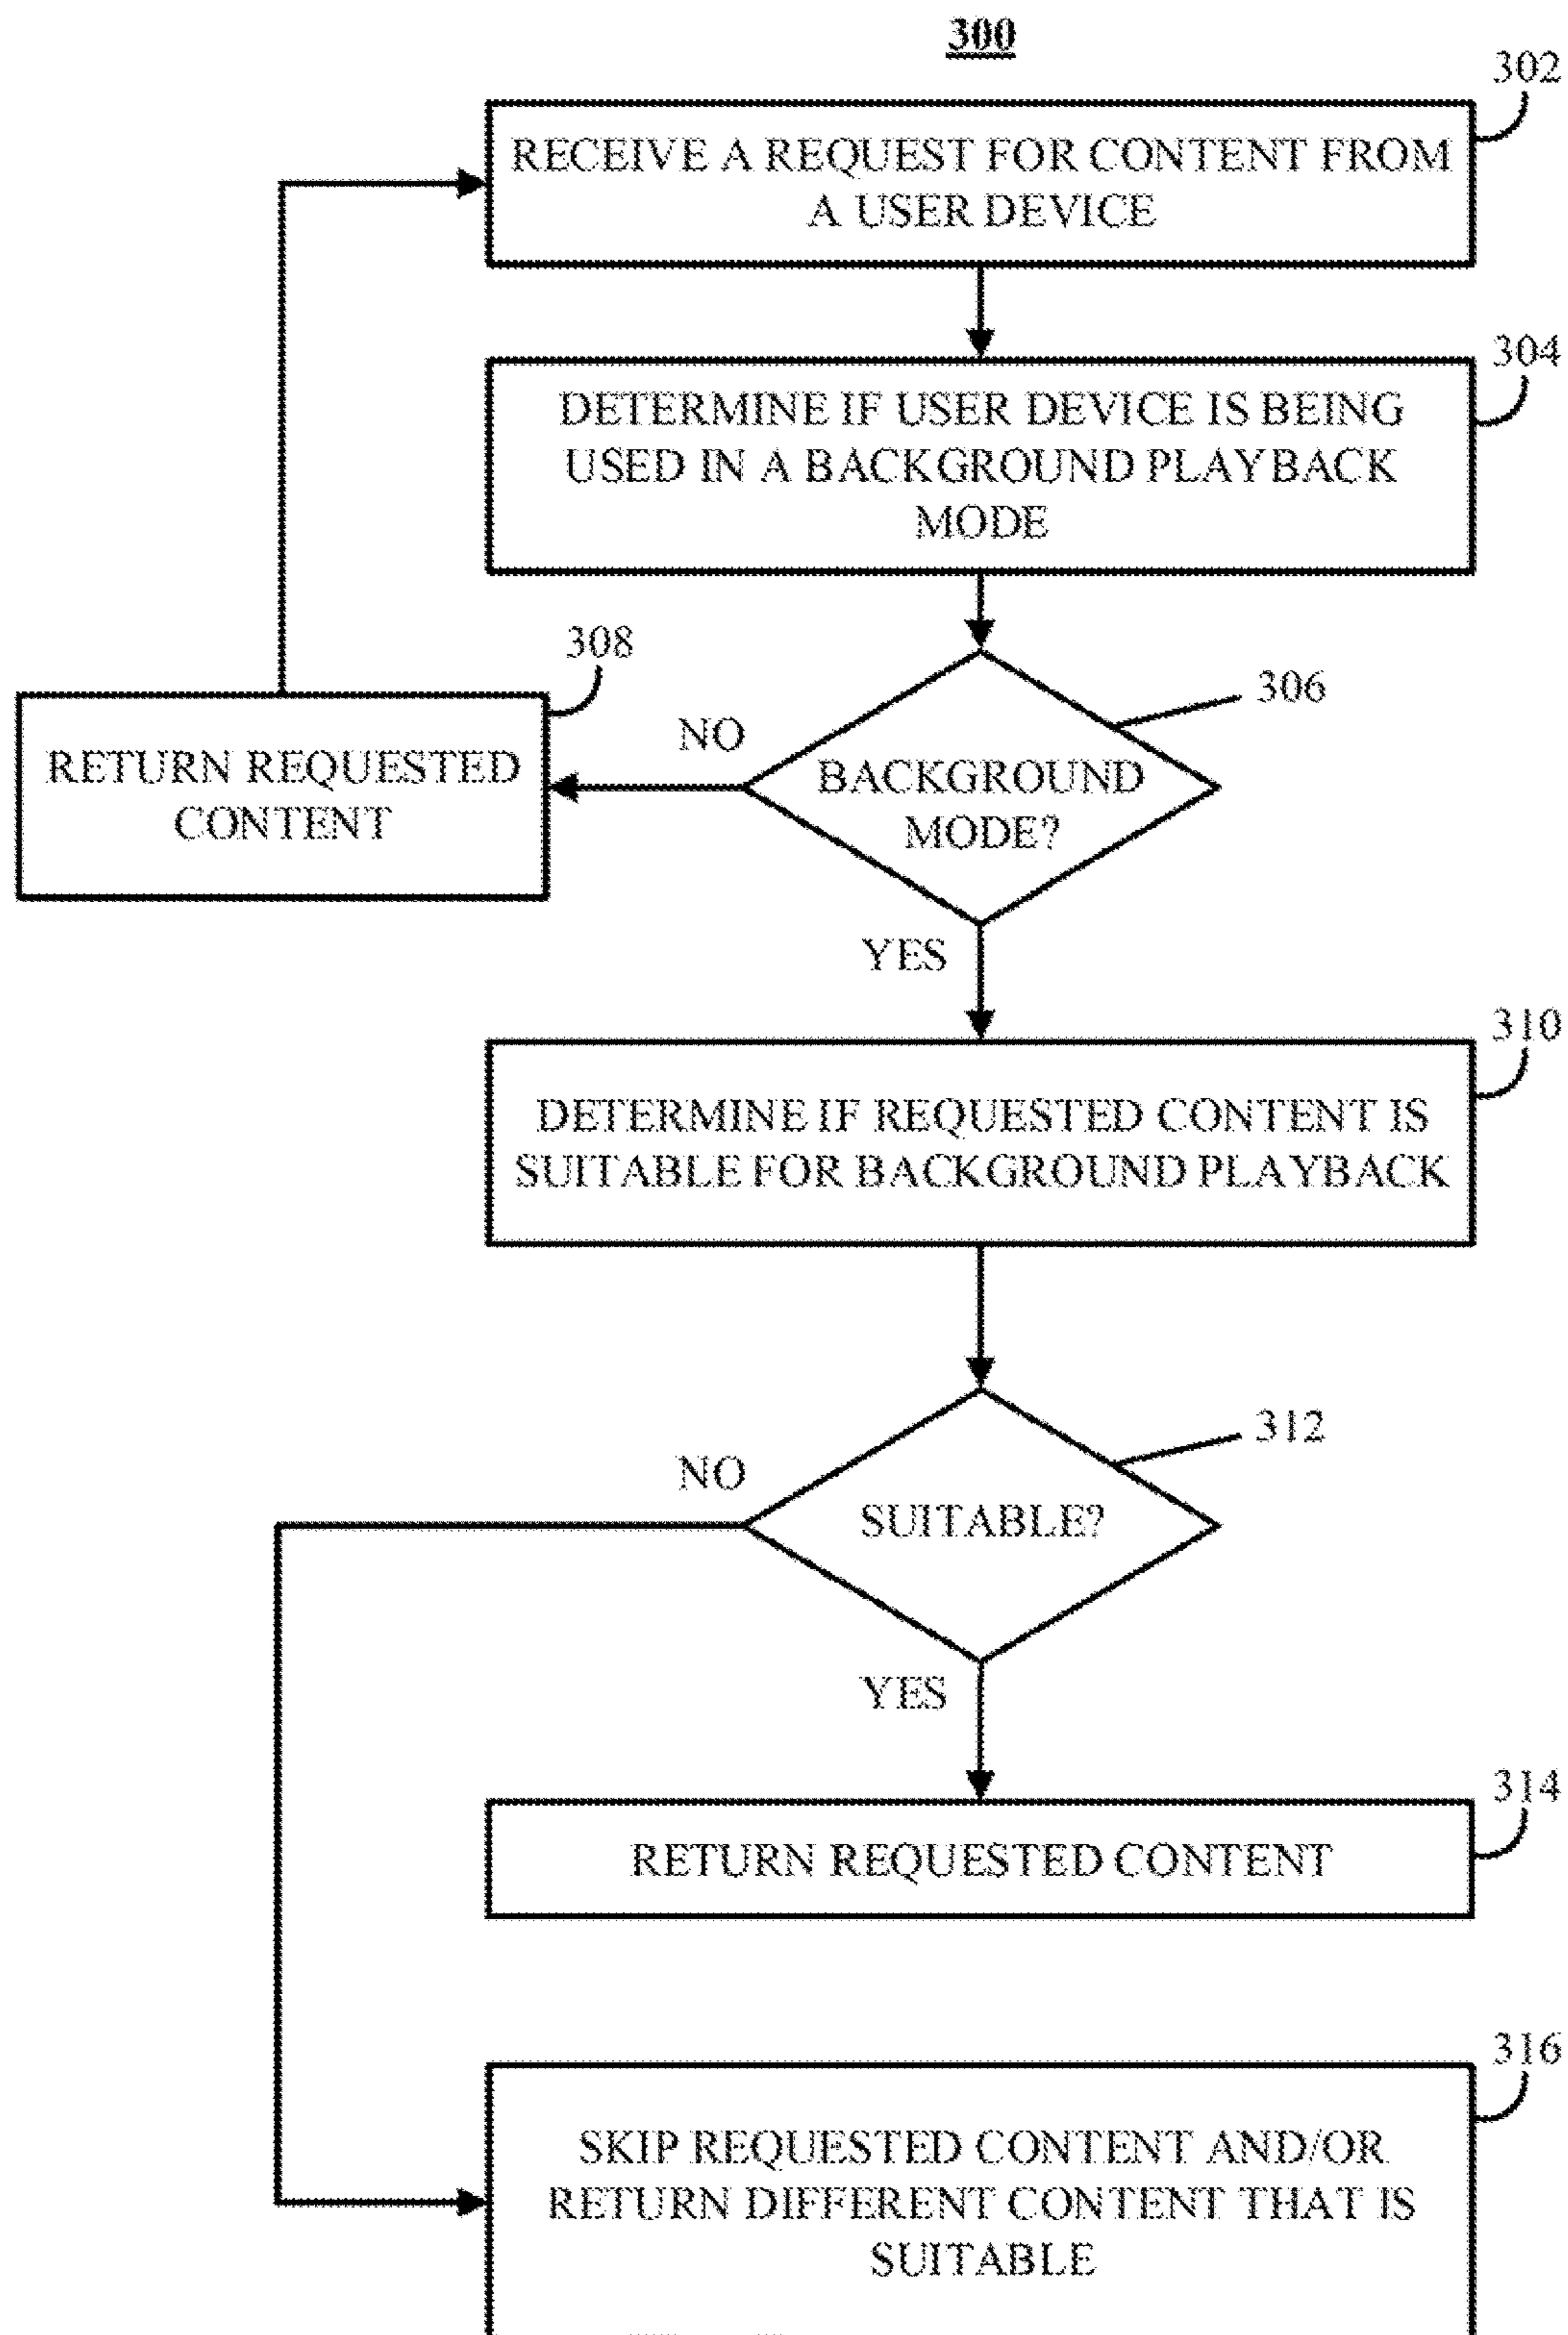 300
302
RECEIVE A REQUEST FOR CONTENT FROM
A USER DEVICE
304
DETERMINE IF USER DEVICE IS BEING
USED IN A BACKGROUND PLAYBACK
MODE
306
BACKGROUND
MODE?
NO
308
RETURN REQUESTED
CONTENT
YES
310
DETERMINE IF REQUESTED CONTENT IS
SUITABLE FOR BACKGROUND PLAYBACK
312
SUITABLE?
NO
YES
314
RETURN REQUESTED CONTENT
316
SKIP REQUESTED CONTENT AND/OR
RETURN DIFFERENT CONTENT THAT IS
SUITABLE